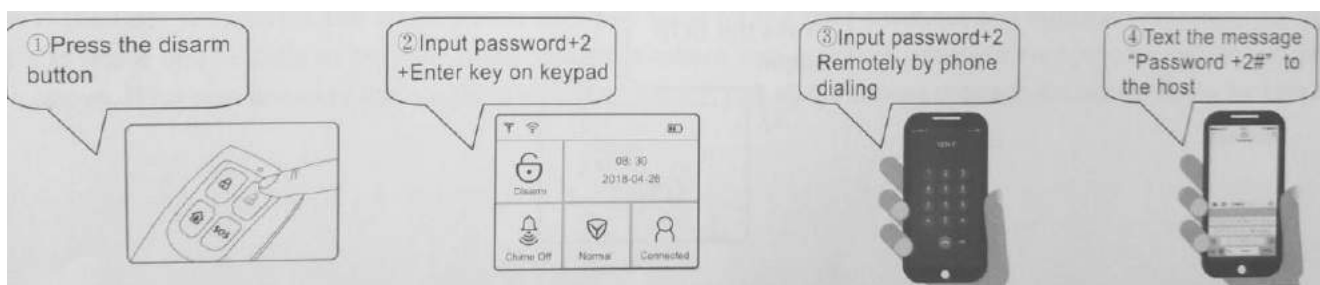 ①Press the disarm
button
②Input password+2
+Enter key on keypad
③Input password+2
Remotely by phone
dialing
④Text the message
"Password +2#" to
the host
SOS
08: 30
2018-04-26
Disarm
Chime Off
Normal
Connected